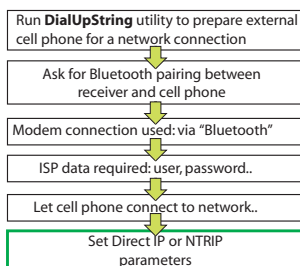 Run DialUpString utility to prepare external
cell phone for a network connection
Ask for Bluetooth pairing between
receiver and cell phone
Modem connection used: via “Bluetooth”
ISP data required: user, password..
Let cell phone connect to network..
Set Direct IP or NTRIP
parameters